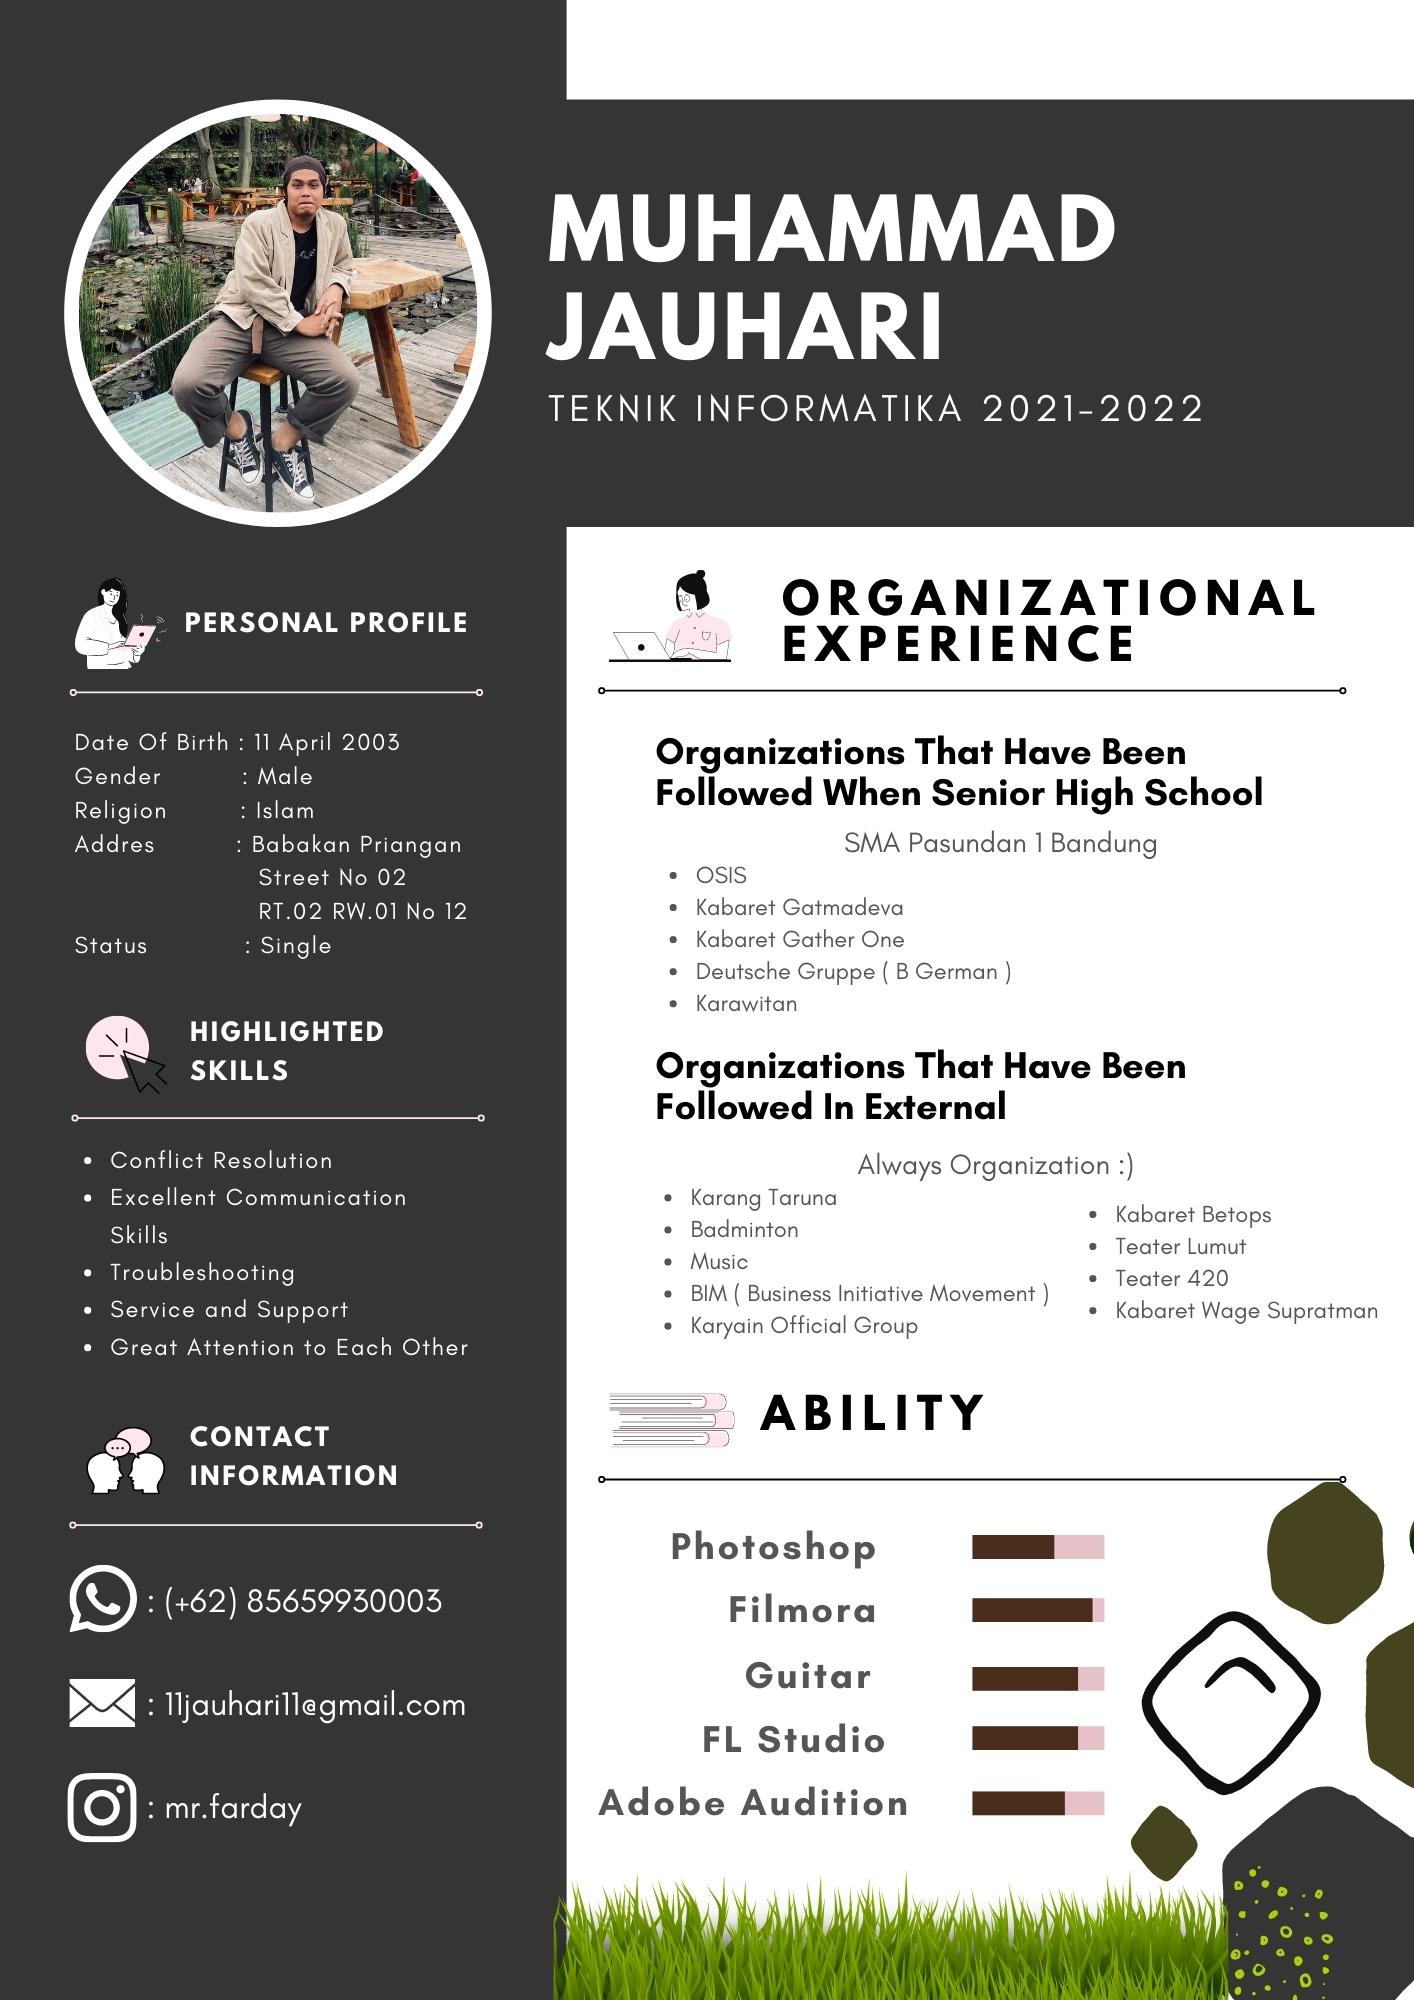 MUHAMMAD
JAUHARI
TEKNIK INFORMATIKA 2021-2022
PERSONAL PROFILE
Date Of Birth : 11 April 2003
Gender : Male
Religion : Islam
Addres : Babakan Priangan
Street No 02
RT.02 RW.01 No 12
Status : Single
HIGHLIGHTED
SKILLS
• Conflict Resolution
• Excellent Communication
Skills
• Troubleshooting
• Service and Support
• Great Attention to Each Other
CONTACT
INFORMATION
: (+62) 85659930003
: 11jauhari11@gmail.com
: mr.farday
ORGANIZATIONAL
EXPERIENCE
Organizations That Have Been
Followed When Senior High School
SMA Pasundan 1 Bandung
• OSIS
• Kabaret Gatmadeva
• Kabaret Gather One
• Deutsche Gruppe ( B German )
• Karawitan
Organizations That Have Been
Followed In External
Always Organization :)
• Karang Taruna
• Badminton
• Music
• BIM ( Business Initiative Movement )
• Karyain Official Group
• Kabaret Betops
• Teater Lumut
• Teater 420
• Kabaret Wage Supratman
ABILITY
Photoshop
Filmora
Guitar
FL Studio
Adobe Audition